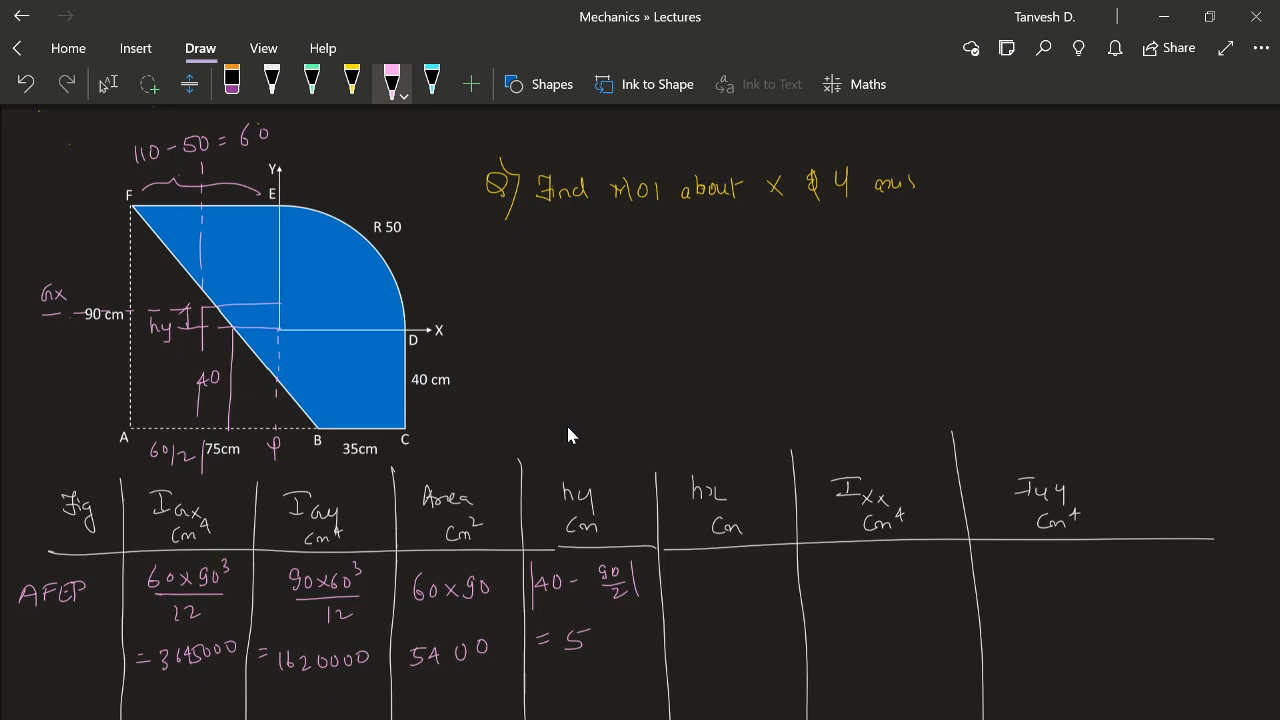 Mechanics » Lectures
Tanvesh D.
Home Insert Draw View Help
Share
Shapes
Ink to Shape
Ink to Text
Maths
110 - 50 = 60
Y
F E
R 50
Q) Find MOI about X & Y axis
Gx
90 cm
hy
X
D
40
40 cm
A B C
60/2 75cm P 35cm
Fig
IGx cm⁴
IGy cm⁴
Area cm²
hy cm
hx cm
Ixx cm⁴
Iyy cm⁴
AFEP
60×90³/12
90×60³/12
60×90
|40 - 90/2|
= 3645000
= 1620000
5400
= 5